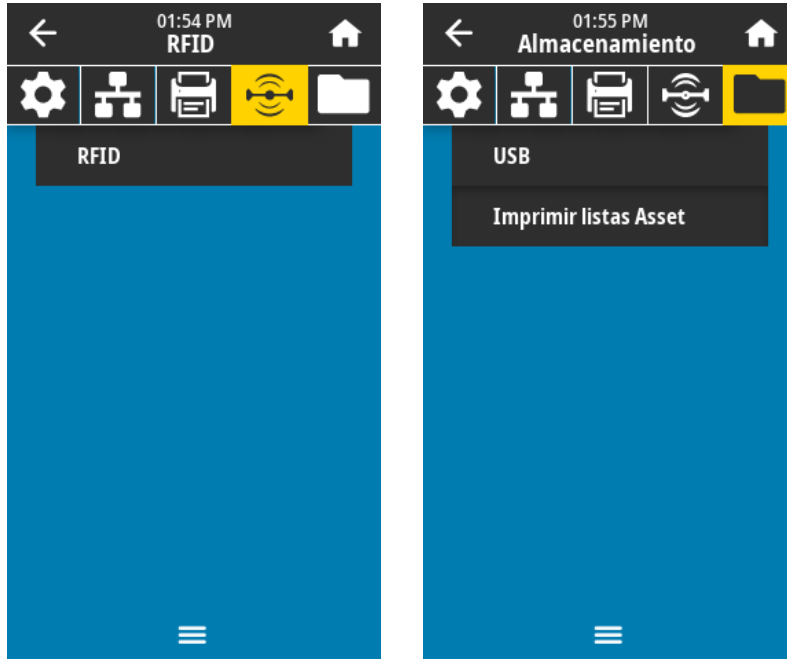 01:54 PM
RFID
RFID
01:55 PM
Almacenamiento
USB
Imprimir listas Asset